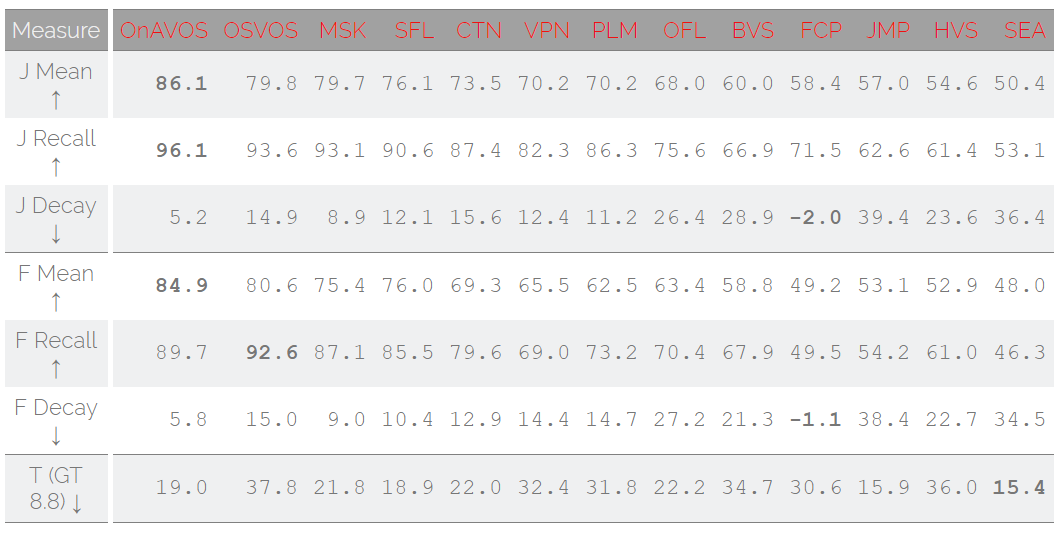 Measure OnAVOS OSVOS MSK SFL CTN VPN PLM OFL BVS FCP JMP HVS SEA
J Mean ↑ 86.1 79.8 79.7 76.1 73.5 70.2 70.2 68.0 60.0 58.4 57.0 54.6 50.4
J Recall ↑ 96.1 93.6 93.1 90.6 87.4 82.3 86.3 75.6 66.9 71.5 62.6 61.4 53.1
J Decay ↓ 5.2 14.9 8.9 12.1 15.6 12.4 11.2 26.4 28.9 -2.0 39.4 23.6 36.4
F Mean ↑ 84.9 80.6 75.4 76.0 69.3 65.5 62.5 63.4 58.8 49.2 53.1 52.9 48.0
F Recall ↑ 89.7 92.6 87.1 85.5 79.6 69.0 73.2 70.4 67.9 49.5 54.2 61.0 46.3
F Decay ↓ 5.8 15.0 9.0 10.4 12.9 14.4 14.7 27.2 21.3 -1.1 38.4 22.7 34.5
T (GT 8.8) ↓ 19.0 37.8 21.8 18.9 22.0 32.4 31.8 22.2 34.7 30.6 15.9 36.0 15.4